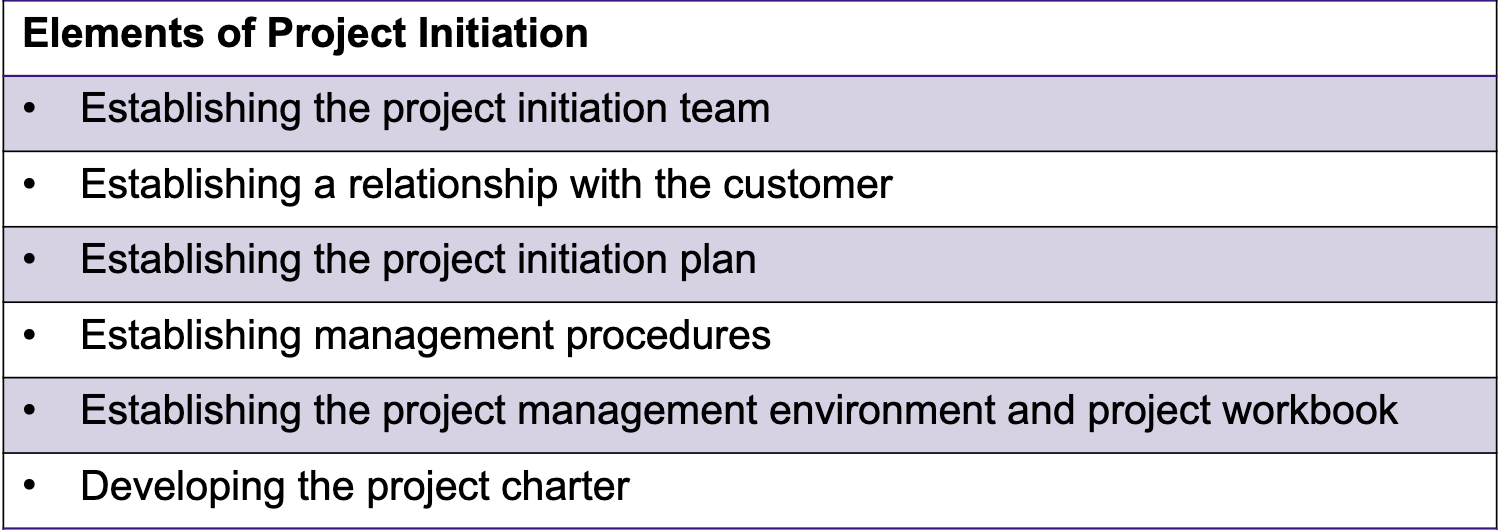 Elements of Project Initiation
• Establishing the project initiation team
• Establishing a relationship with the customer
• Establishing the project initiation plan
• Establishing management procedures
• Establishing the project management environment and project workbook
• Developing the project charter